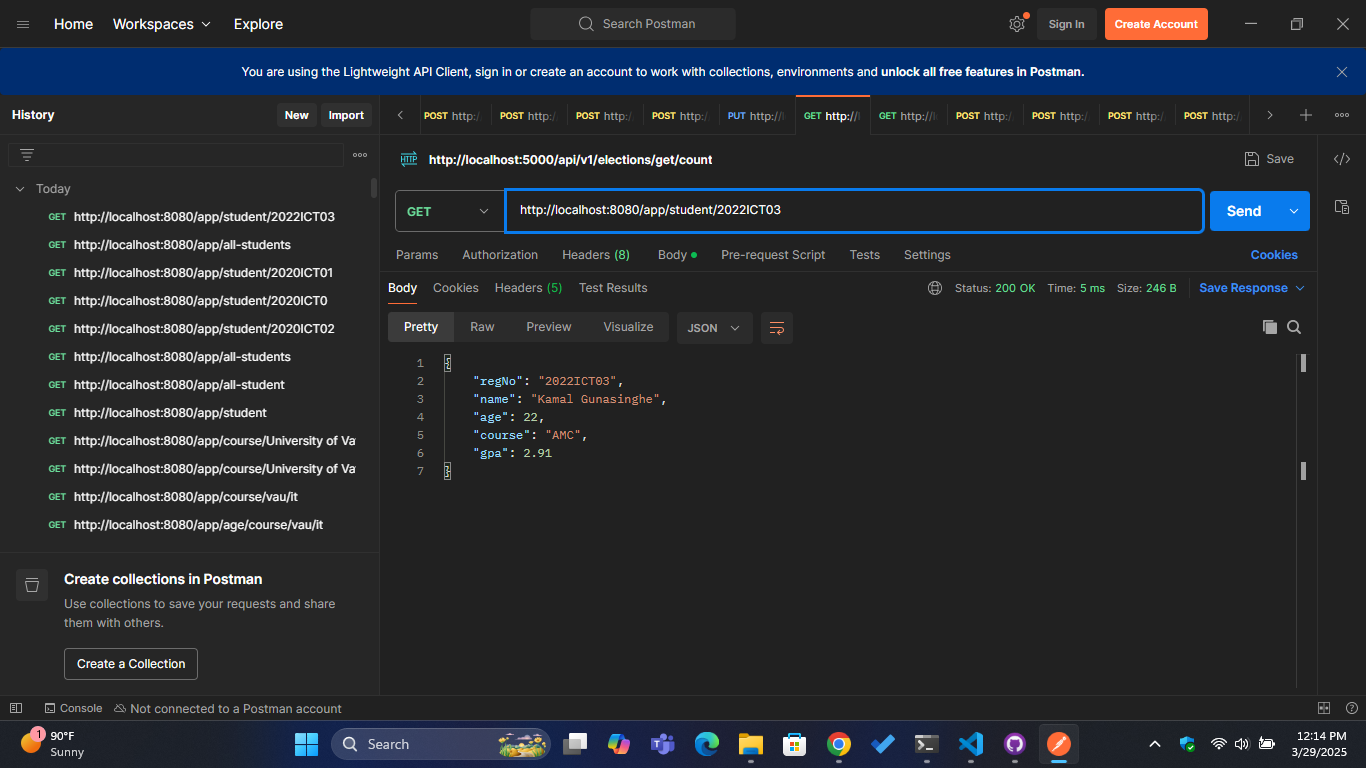 Home Workspaces Explore
Search Postman
Sign In Create Account
You are using the Lightweight API Client, sign in or create an account to work with collections, environments and unlock all free features in Postman.
History New Import
Today
GET http://localhost:8080/app/student/2022ICT03
GET http://localhost:8080/app/all-students
GET http://localhost:8080/app/student/2020ICT01
GET http://localhost:8080/app/student/2020ICT0
GET http://localhost:8080/app/student/2020ICT02
GET http://localhost:8080/app/all-students
GET http://localhost:8080/app/all-student
GET http://localhost:8080/app/student
GET http://localhost:8080/app/course/University of Va
GET http://localhost:8080/app/course/University of Va
GET http://localhost:8080/app/course/vau/it
GET http://localhost:8080/app/age/course/vau/it
Create collections in Postman
Use collections to save your requests and share
them with others.
Create a Collection
POST http:/ POST http:/ POST http:/ POST http:/ PUT http://l GET http://l GET http://l POST http:/ POST http:/ POST http:/ POST http:/
HTTP http://localhost:5000/api/v1/elections/get/count Save
GET http://localhost:8080/app/student/2022ICT03 Send
Params Authorization Headers (8) Body Pre-request Script Tests Settings Cookies
Body Cookies Headers (5) Test Results Status: 200 OK Time: 5 ms Size: 246 B Save Response
Pretty Raw Preview Visualize JSON
1 {
2 "regNo": "2022ICT03",
3 "name": "Kamal Gunasinghe",
4 "age": 22,
5 "course": "AMC",
6 "gpa": 2.91
7 }
Console Not connected to a Postman account
1
90°F
Sunny
Search
12:14 PM
3/29/2025